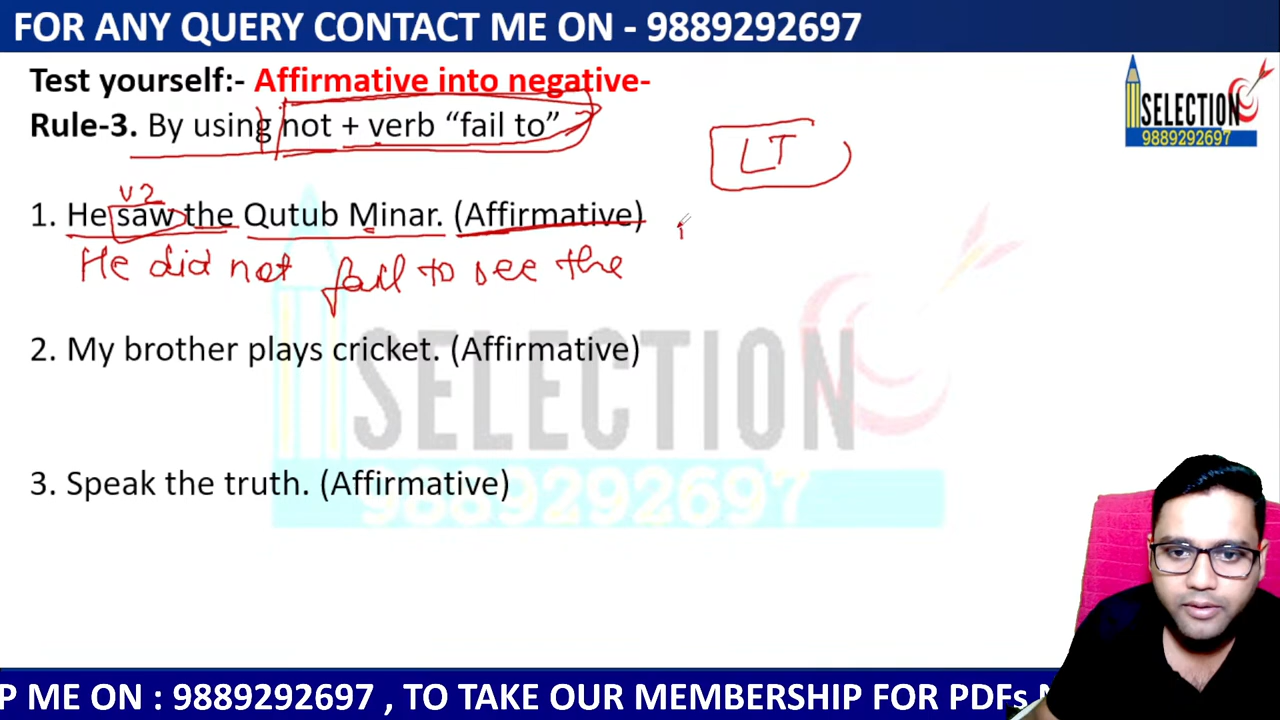 FOR ANY QUERY CONTACT ME ON - 9889292697
Test yourself:- Affirmative into negative-
SELECTION
9889292697
Rule-3. By using not + verb “fail to”
LT
V2
1. He saw the Qutub Minar. (Affirmative)
He did not fail to see the
2. My brother plays cricket. (Affirmative)
SELECTION
3. Speak the truth. (Affirmative)
9889292697
P ME ON : 9889292697 , TO TAKE OUR MEMBERSHIP FOR PDFs